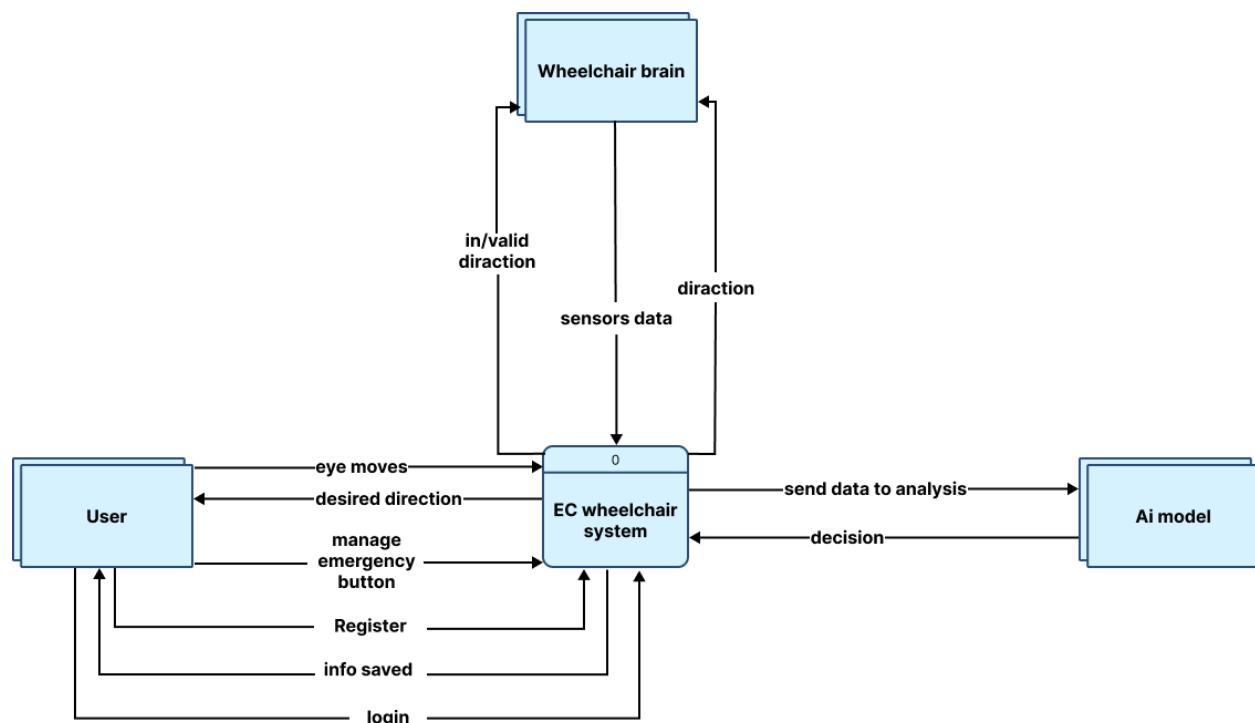 Wheelchair brain
in/valid
diraction
diraction
sensors data
0
EC wheelchair
system
eye moves
desired direction
manage
emergency
button
User
send data to analysis
decision
Ai model
Register
info saved
login